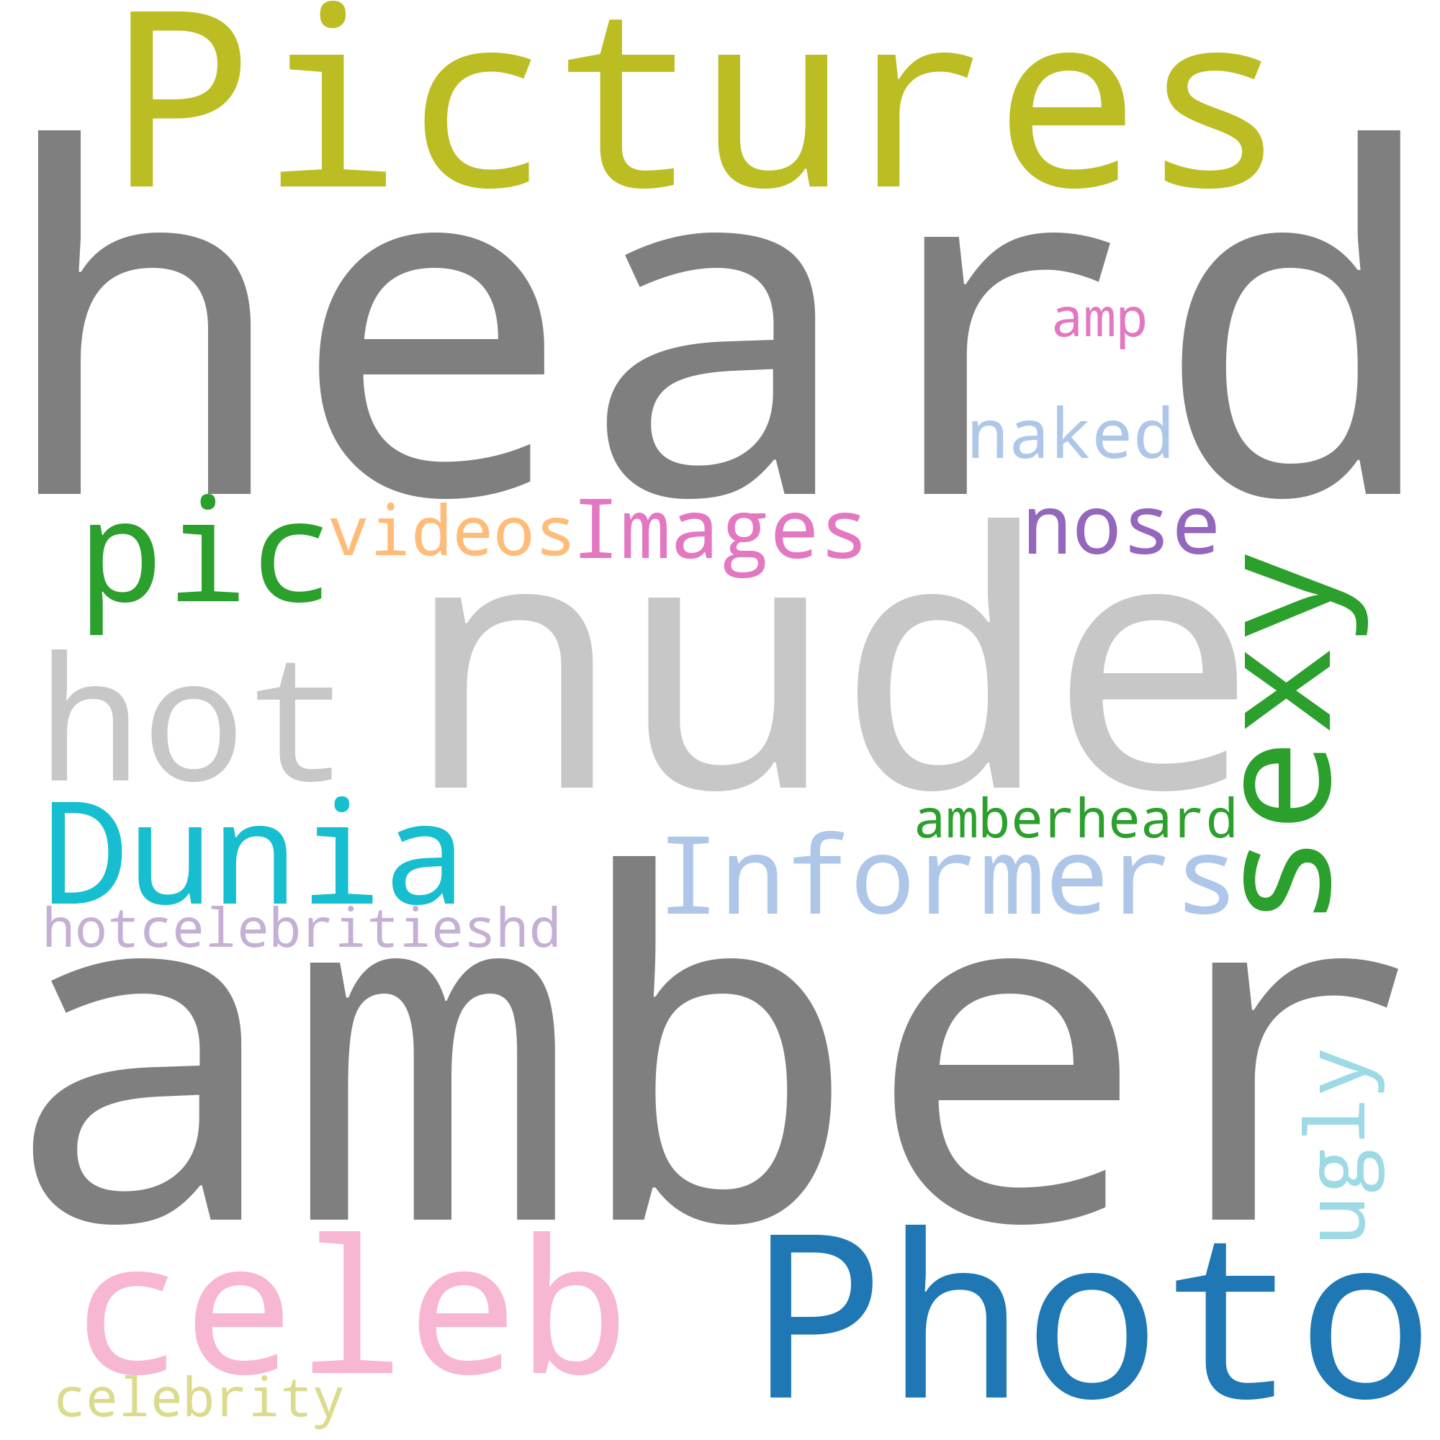 Pictures
heard
amp
naked
pic
videos
Images
nose
nude
sexy
hot
Dunia
amberheard
Informers
hotcelebritieshd
amber
ugly
celeb
Photo
celebrity